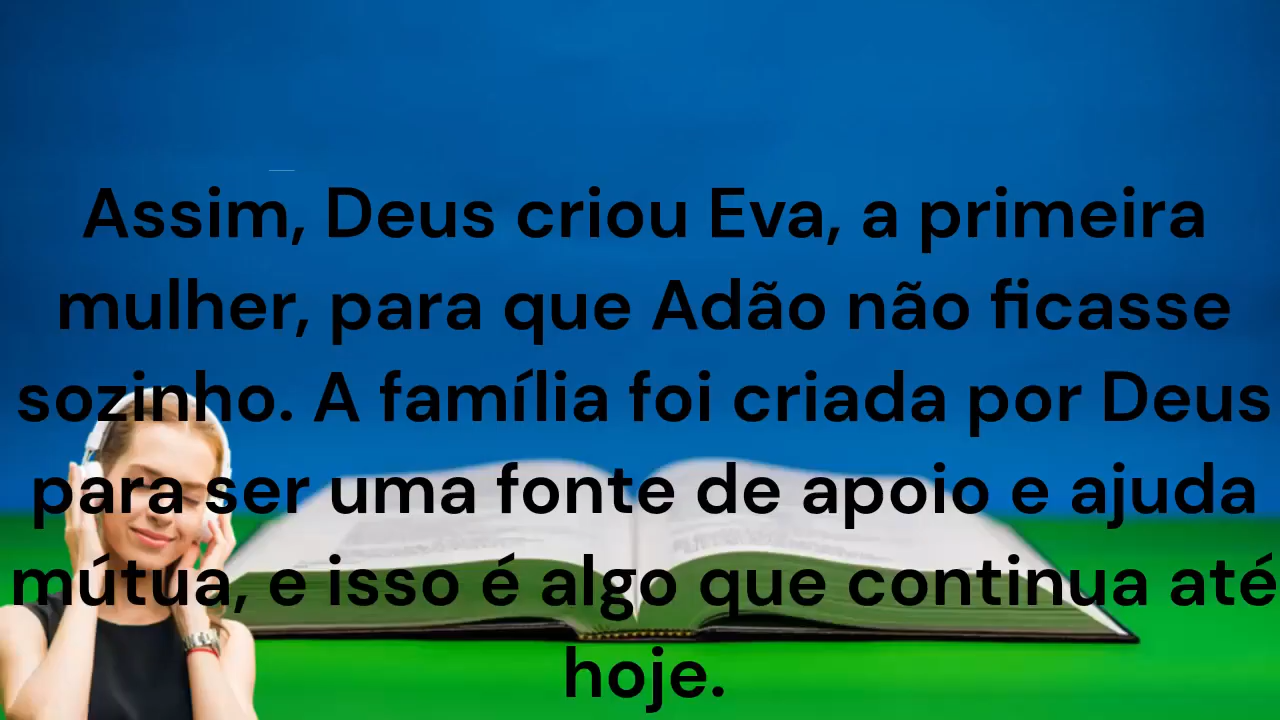 Assim, Deus criou Eva, a primeira
mulher, para que Adão não ficasse
sozinho. A família foi criada por Deus
para ser uma fonte de apoio e ajuda
mútua, e isso é algo que continua até
hoje.